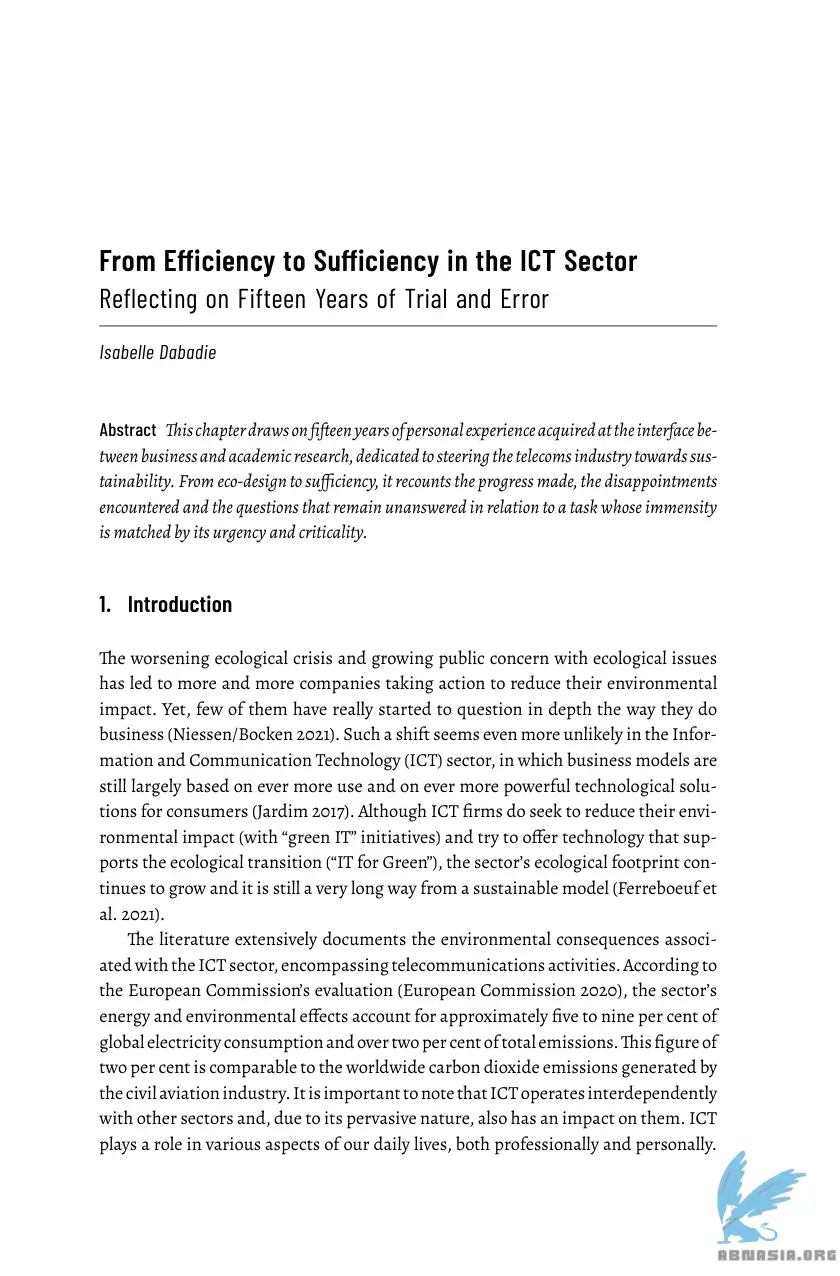 From Efficiency to Sufficiency in the ICT Sector
Reflecting on Fifteen Years of Trial and Error
Isabelle Dabadie
Abstract This chapter draws on fifteen years of personal experience acquired at the interface be-
tween business and academic research, dedicated to steering the telecoms industry towards sus-
tainability. From eco-design to sufficiency, it recounts the progress made, the disappointments
encountered and the questions that remain unanswered in relation to a task whose immensity
is matched by its urgency and criticality.
1. Introduction
The worsening ecological crisis and growing public concern with ecological issues
has led to more and more companies taking action to reduce their environmental
impact. Yet, few of them have really started to question in depth the way they do
business (Niessen/Bocken 2021). Such a shift seems even more unlikely in the Infor-
mation and Communication Technology (ICT) sector, in which business models are
still largely based on ever more use and on ever more powerful technological solu-
tions for consumers (Jardim 2017). Although ICT firms do seek to reduce their envi-
ronmental impact (with “green IT” initiatives) and try to offer technology that sup-
ports the ecological transition (“IT for Green”), the sector’s ecological footprint con-
tinues to grow and it is still a very long way from a sustainable model (Ferreboeuf et
al. 2021).
The literature extensively documents the environmental consequences associ-
ated with the ICT sector, encompassing telecommunications activities. According to
the European Commission’s evaluation (European Commission 2020), the sector’s
energy and environmental effects account for approximately five to nine per cent of
global electricity consumption and over two per cent of total emissions. This figure of
two per cent is comparable to the worldwide carbon dioxide emissions generated by
the civil aviation industry. It is important to note that ICT operates interdependently
with other sectors and, due to its pervasive nature, also has an impact on them. ICT
plays a role in various aspects of our daily lives, both professionally and personally.
ABNASIA.ORG